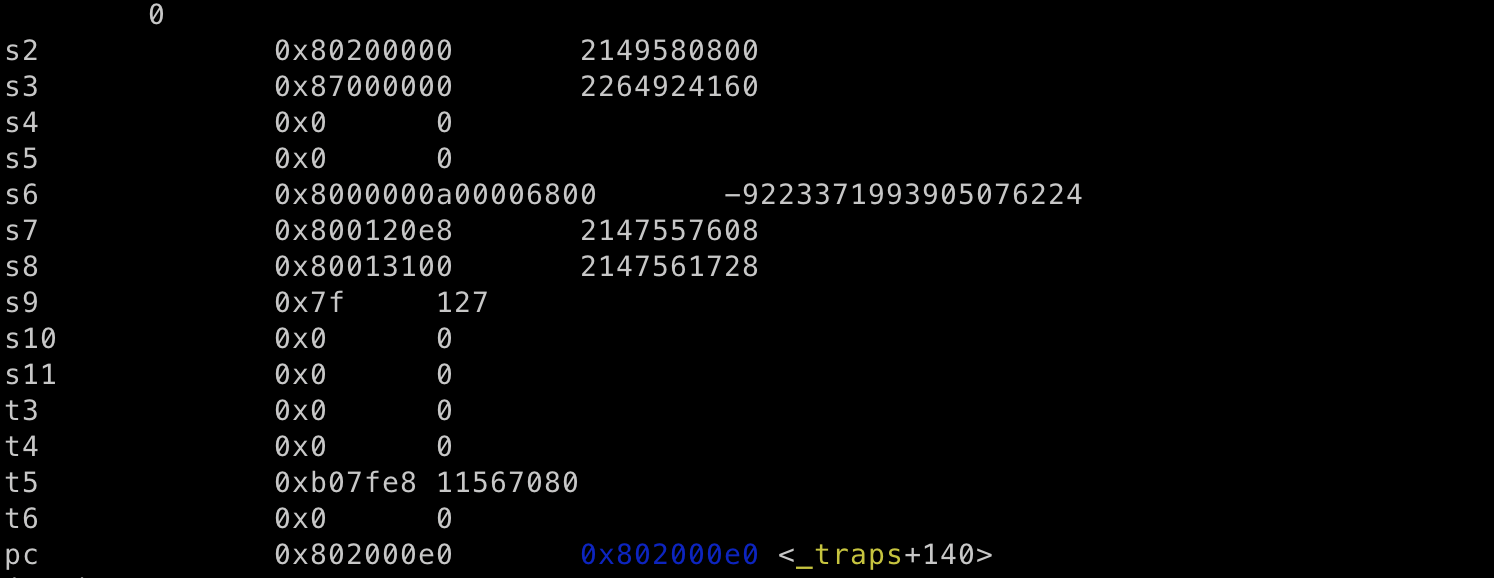 0
s2 0x80200000 2149580800
s3 0x87000000 2264924160
s4 0x0 0
s5 0x0 0
s6 0x8000000a00006800 -9223371993905076224
s7 0x800120e8 2147557608
s8 0x80013100 2147561728
s9 0x7f 127
s10 0x0 0
s11 0x0 0
t3 0x0 0
t4 0x0 0
t5 0xb07fe8 11567080
t6 0x0 0
pc 0x802000e0 0x802000e0 <_traps+140>